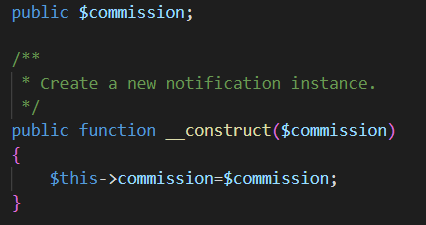 public $commission;
/**
 * Create a new notification instance.
 */
public function __construct($commission)
{
    $this->commission=$commission;
}